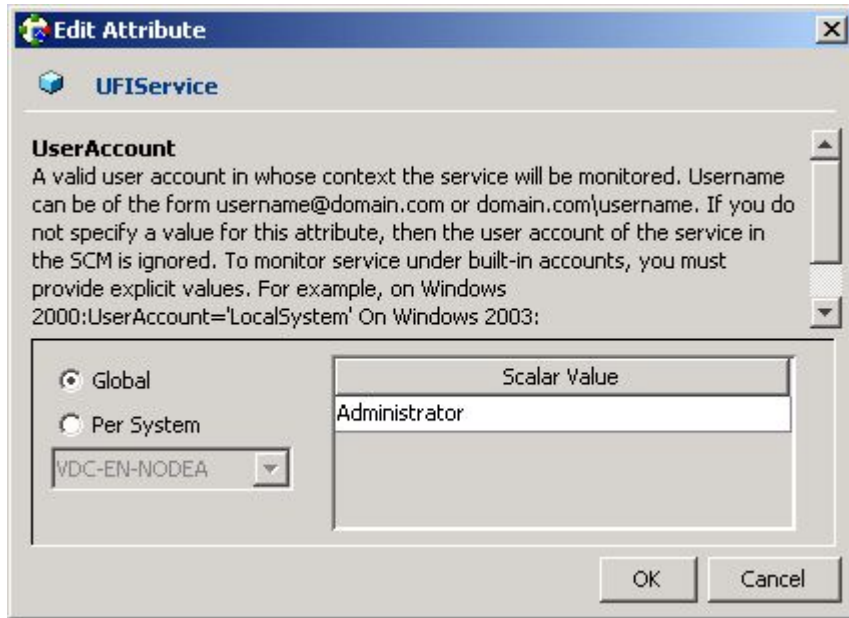 Edit Attribute
UFIService
UserAccount
A valid user account in whose context the service will be monitored. Username
can be of the form username@domain.com or domain.com\username. If you do
not specify a value for this attribute, then the user account of the service in
the SCM is ignored. To monitor service under built-in accounts, you must
provide explicit values. For example, on Windows
2000:UserAccount='LocalSystem' On Windows 2003:
Global
Per System
VDC-EN-NODEA
Scalar Value
Administrator
OK
Cancel